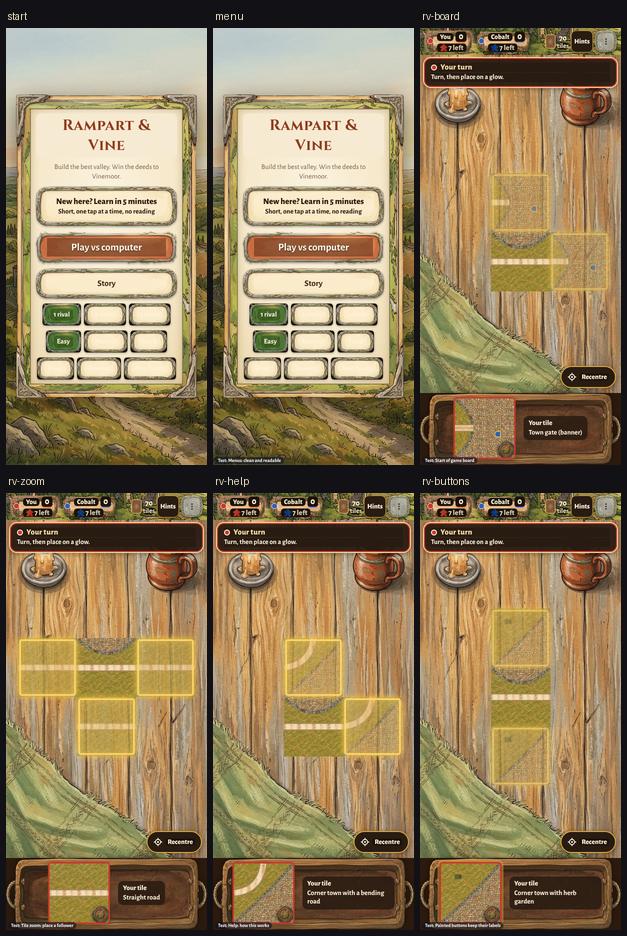 start
Rampart &
Vine
Build the best valley. Win the deeds to
Vinemoor.
New here? Learn in 5 minutes
Short, one tap at a time, no reading
Play vs computer
Story
1 rival
Easy
menu
Rampart &
Vine
Build the best valley. Win the deeds to
Vinemoor.
New here? Learn in 5 minutes
Short, one tap at a time, no reading
Play vs computer
Story
1 rival
Easy
Test: Menus: clean and readable
rv-board
You 0
7 left
Cobalt 0
7 left
70
tiles
Hints
Your turn
Turn, then place on a glow.
Recentre
Your tile
Town gate (banner)
Test: Start of game board
rv-zoom
You 0
7 left
Cobalt 0
7 left
70
tiles
Hints
Your turn
Turn, then place on a glow.
Recentre
Your tile
Straight road
Test: Tile zoom: place a follower
rv-help
You 0
7 left
Cobalt 0
7 left
70
tiles
Hints
Your turn
Turn, then place on a glow.
Recentre
Your tile
Corner town with a bending
road
Test: Help: how this works
rv-buttons
You 0
7 left
Cobalt 0
7 left
70
tiles
Hints
Your turn
Turn, then place on a glow.
Recentre
Your tile
Corner town with herb
garden
Test: Painted buttons keep their labels